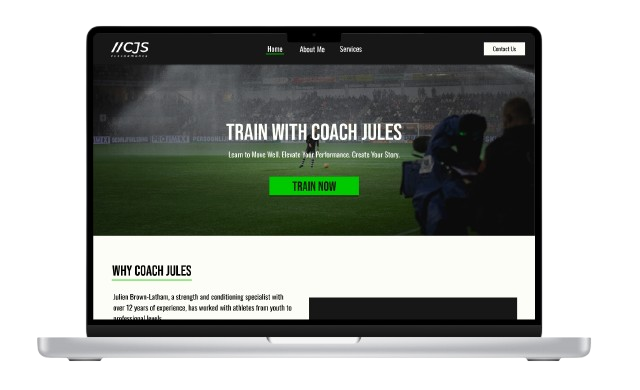 //CJS
PERFORMANCE
Home
About Me
Services
Contact Us
TRAIN WITH COACH JULES
Learn to Move Well. Elevate Your Performance. Create Your Story.
TRAIN NOW
WHY COACH JULES
Julien Brown-Latham, a strength and conditioning specialist with
over 12 years of experience, has worked with athletes from youth to
professional levels